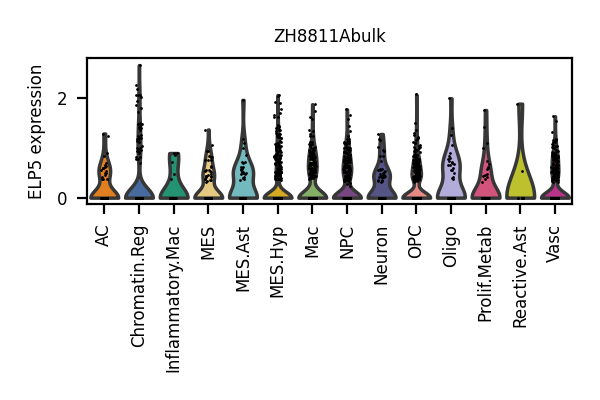 ZH8811Abulk
ELP5 expression
2
0
AC
Chromatin.Reg
Inflammatory.Mac
MES
MES.Ast
MES.Hyp
Mac
NPC
Neuron
OPC
Oligo
Prolif.Metab
Reactive.Ast
Vasc